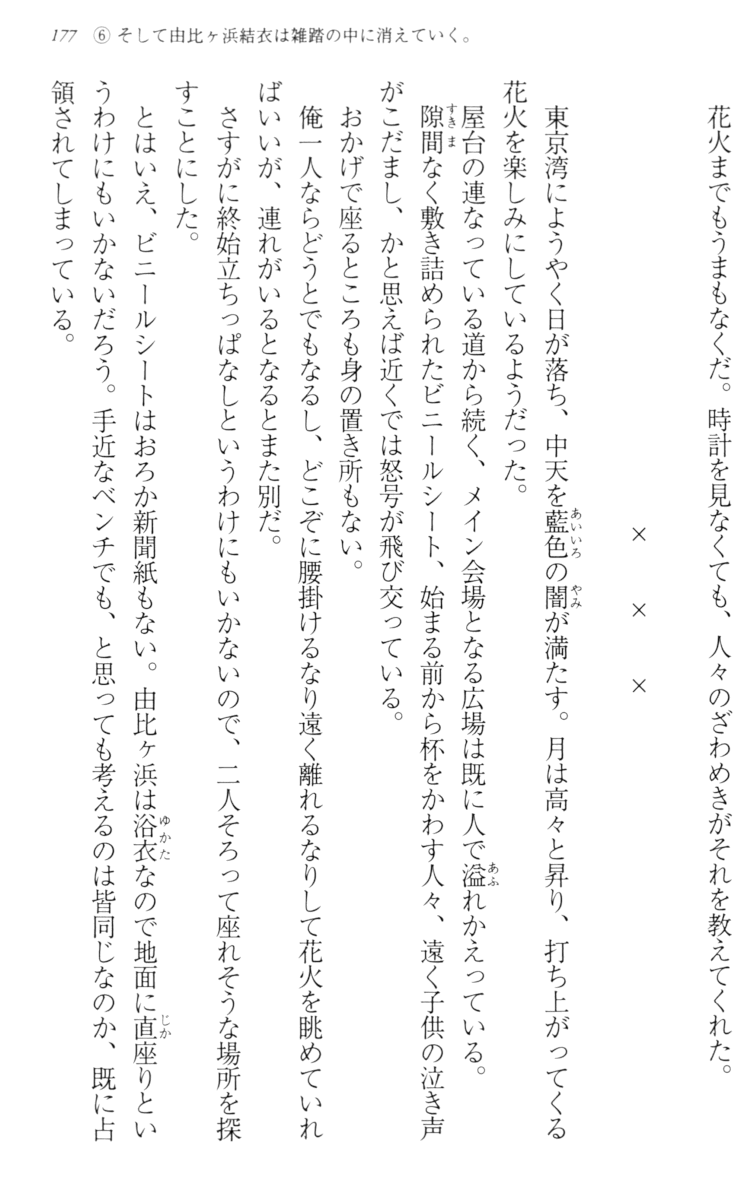 177 ⑥ そして由比ヶ浜結衣は雑踏の中に消えていく。
花火までもうまもなくだ。時計を見なくても、人々のざわめきがそれを教えてくれた。
× × ×
東京湾にようやく日が落ち、中天を藍色の闇が満たす。月は高々と昇り、打ち上がってくる
花火を楽しみにしているようだった。
屋台の連なっている道から続く、メイン会場となる広場は既に人で溢れかえっている。
隙間なく敷き詰められたビニールシート、始まる前から杯をかわす人々、遠く子供の泣き声
がこだまし、かと思えば近くでは怒号が飛び交っている。
おかげで座るところも身の置き所もない。
俺一人ならどうとでもなるし、どこぞに腰掛けるなり遠く離れるなりして花火を眺めていれ
ばいいが、連れがいるとなるとまた別だ。
さすがに終始立ちっぱなしというわけにもいかないので、二人そろって座れそうな場所を探
すことにした。
とはいえ、ビニールシートはおろか新聞紙もない。由比ヶ浜は浴衣なので地面に直座りとい
うわけにもいかないだろう。手近なベンチでも、と思っても考えるのは皆同じなのか、既に占
領されてしまっている。